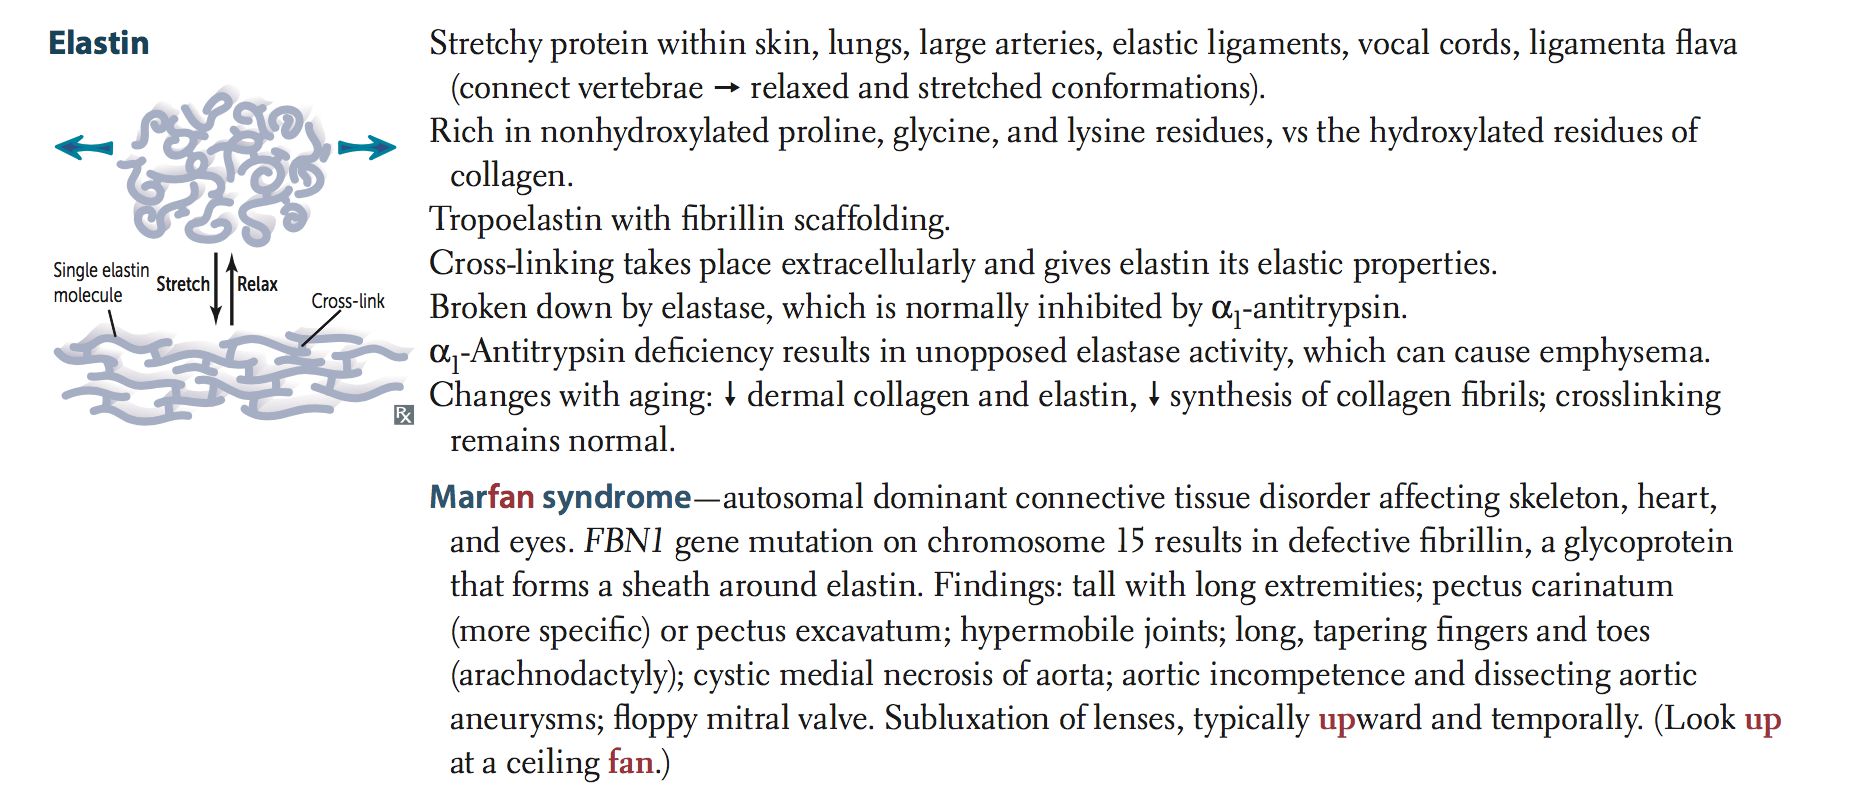 Elastin
Stretchy protein within skin, lungs, large arteries, elastic ligaments, vocal cords, ligamenta flava
(connect vertebrae → relaxed and stretched conformations).
Rich in nonhydroxylated proline, glycine, and lysine residues, vs the hydroxylated residues of
collagen.
Tropoelastin with fibrillin scaffolding.
Cross-linking takes place extracellularly and gives elastin its elastic properties.
Broken down by elastase, which is normally inhibited by α₁-antitrypsin.
α₁-Antitrypsin deficiency results in unopposed elastase activity, which can cause emphysema.
Changes with aging: ↓ dermal collagen and elastin, ↓ synthesis of collagen fibrils; crosslinking
remains normal.
Marfan syndrome—autosomal dominant connective tissue disorder affecting skeleton, heart,
and eyes. FBN1 gene mutation on chromosome 15 results in defective fibrillin, a glycoprotein
that forms a sheath around elastin. Findings: tall with long extremities; pectus carinatum
(more specific) or pectus excavatum; hypermobile joints; long, tapering fingers and toes
(arachnodactyly); cystic medial necrosis of aorta; aortic incompetence and dissecting aortic
aneurysms; floppy mitral valve. Subluxation of lenses, typically upward and temporally. (Look up
at a ceiling fan.)
Single elastin
molecule
Stretch
Relax
Cross-link
Rx